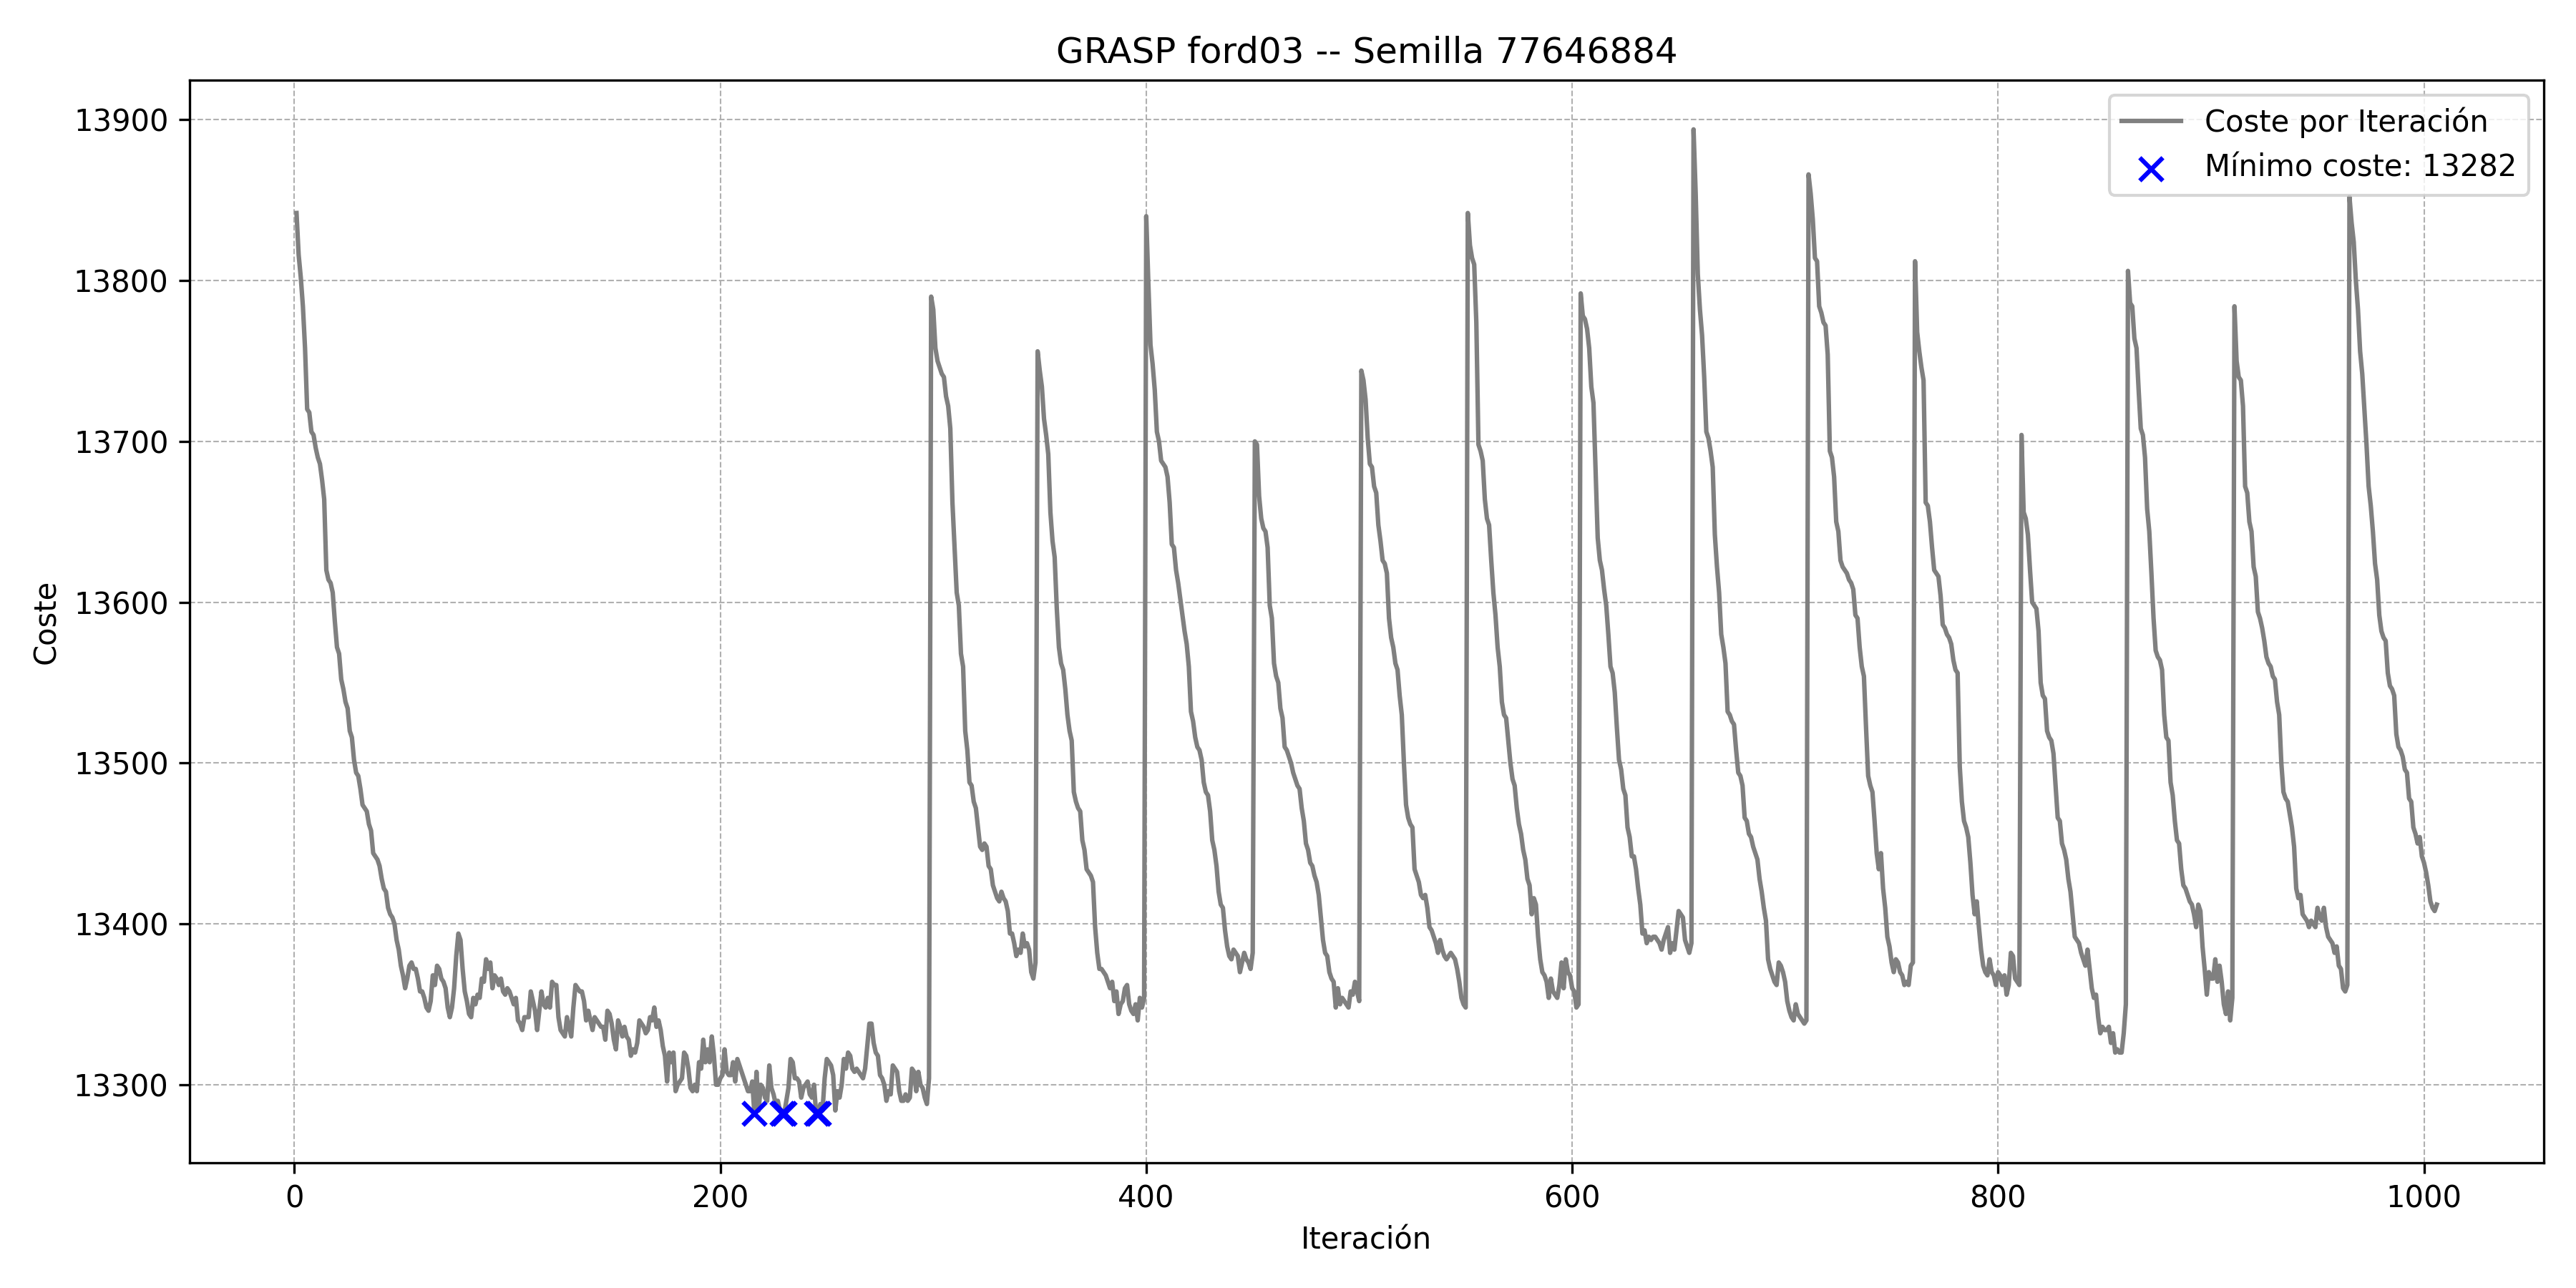 GRASP ford03 -- Semilla 77646884
Coste por Iteración
Mínimo coste: 13282
13900
13800
13700
13600
13500
13400
13300
Coste
0 200 400 600 800 1000
Iteración